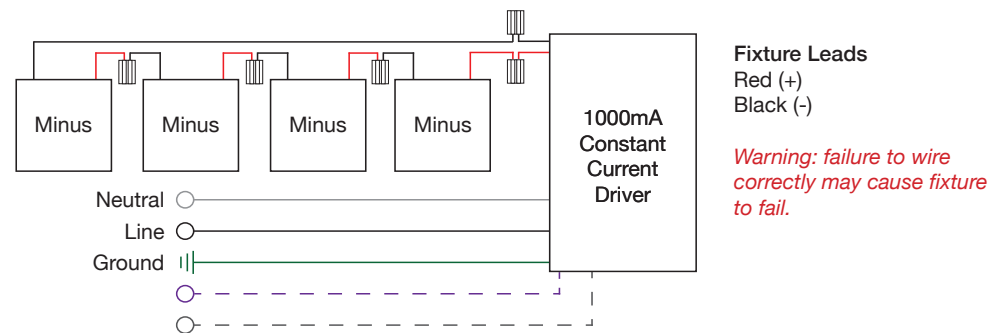 Minus
Minus
Minus
Minus
1000mA
Constant
Current
Driver
Fixture Leads
Red (+)
Black (-)
Warning: failure to wire
correctly may cause fixture
to fail.
Neutral
Line
Ground